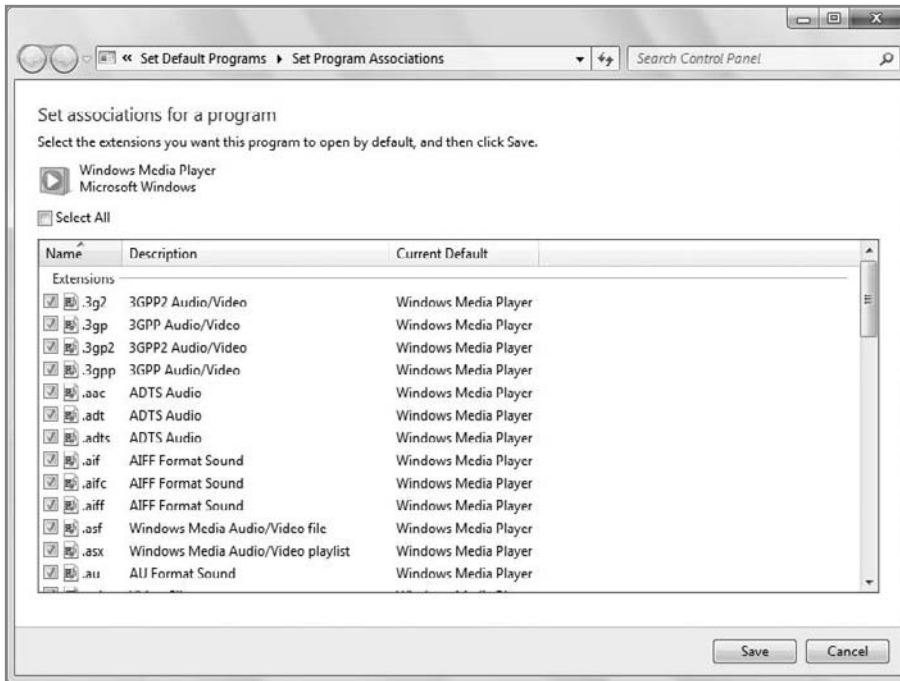 « Set Default Programs ▸ Set Program Associations
Search Control Panel
Set associations for a program
Select the extensions you want this program to open by default, and then click Save.
Windows Media Player
Microsoft Windows
Select All
Name Description Current Default
Extensions
.3g2 3GPP2 Audio/Video Windows Media Player
.3gp 3GPP Audio/Video Windows Media Player
.3gp2 3GPP2 Audio/Video Windows Media Player
.3gpp 3GPP Audio/Video Windows Media Player
.aac ADTS Audio Windows Media Player
.adt ADTS Audio Windows Media Player
.adts ADTS Audio Windows Media Player
.aif AIFF Format Sound Windows Media Player
.aifc AIFF Format Sound Windows Media Player
.aiff AIFF Format Sound Windows Media Player
.asf Windows Media Audio/Video file Windows Media Player
.asx Windows Media Audio/Video playlist Windows Media Player
.au AU Format Sound Windows Media Player
Save Cancel